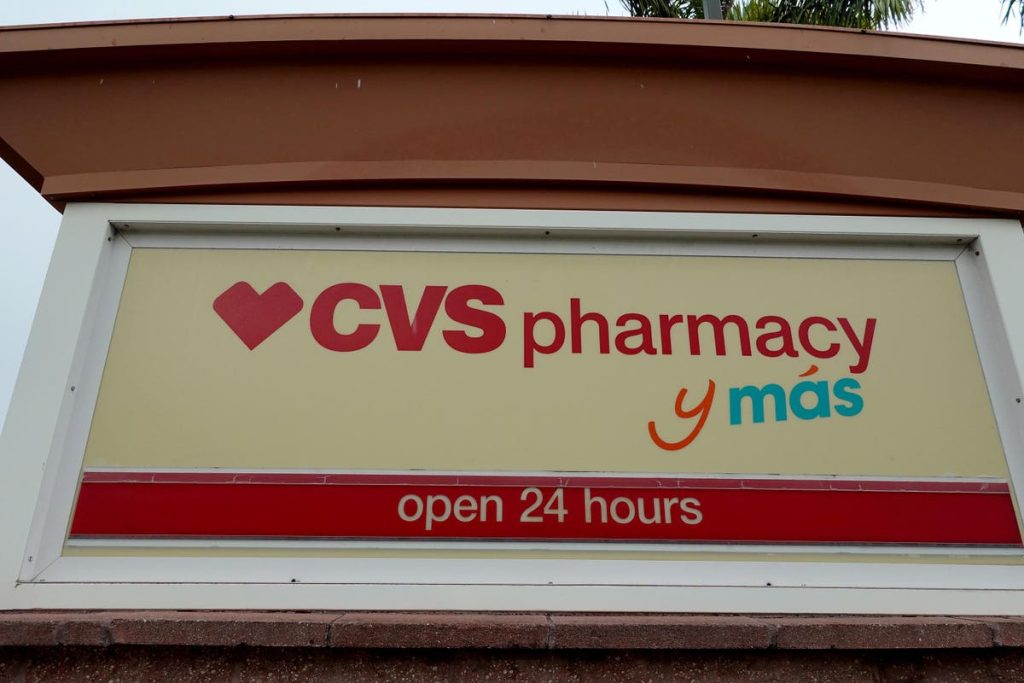 CVS pharmacy
y más
open 24 hours